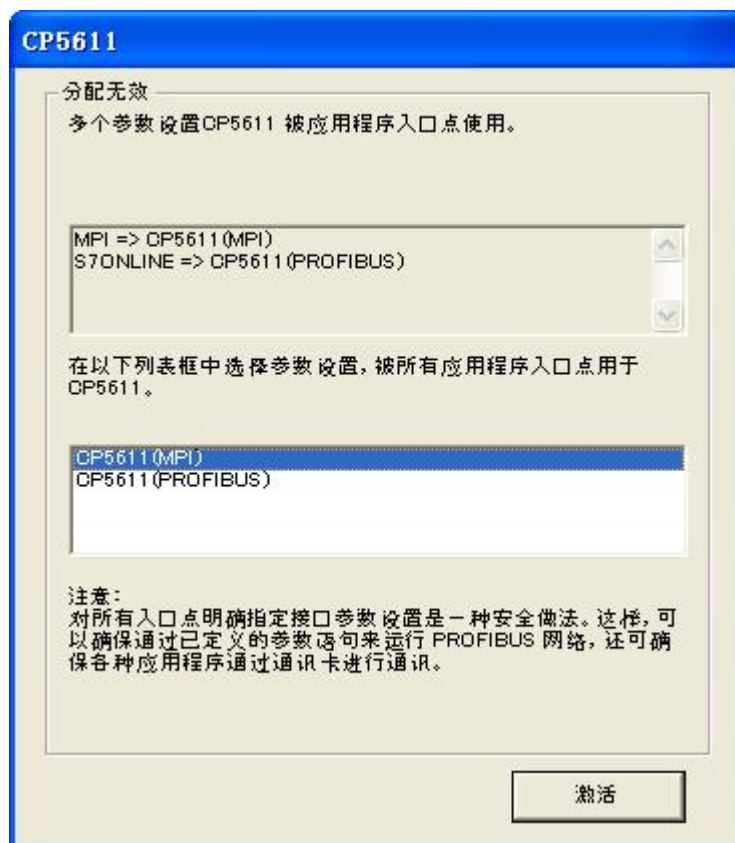 CP5611
分配无效
多个参数设置CP5611 被应用程序入口点使用。
MPI => CP5611(MPI)
S7ONLINE => CP5611(PROFIBUS)
在以下列表框中选择参数设置,被所有应用程序入口点用于
CP5611。
CP5611(MPI)
CP5611(PROFIBUS)
注意:
对所有入口点明确指定接口参数设置是一种安全做法。这样,可
以确保通过已定义的参数语句来运行 PROFIBUS 网络,还可确
保各种应用程序通过通讯卡进行通讯。
激活